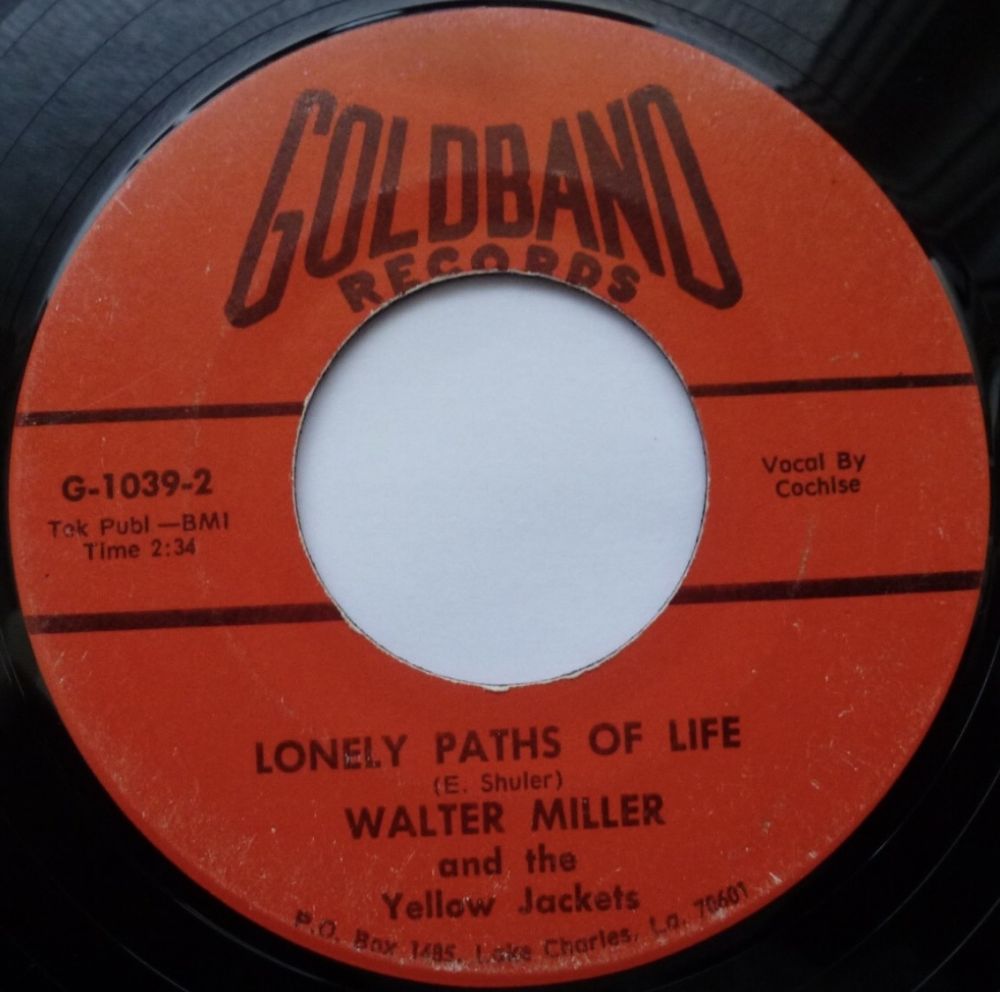 GOLDBAND
RECORDS
G-1039-2
Tek Publ —BMI
Time 2:34
Vocal By
Cochise
LONELY PATHS OF LIFE
(E. Shuler)
WALTER MILLER
and the
Yellow Jackets
P.O. Box 1485, Lake Charles, La. 70601